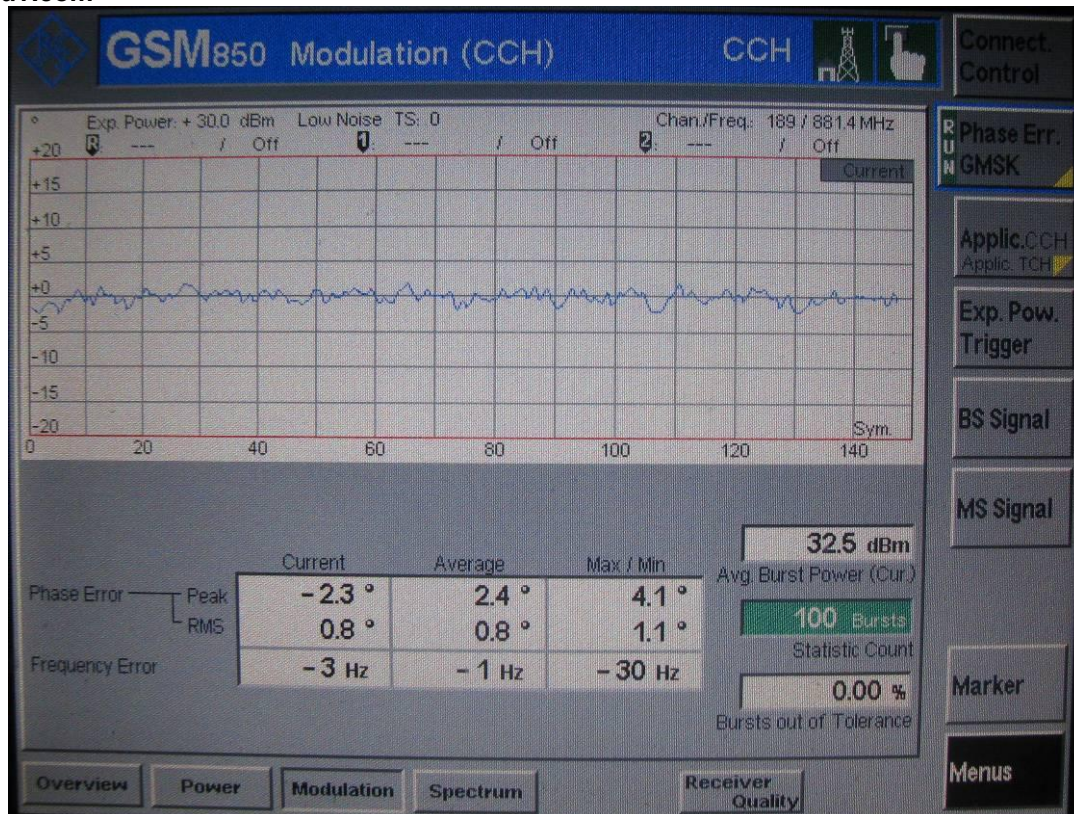 GSM850 Modulation (CCH) CCH
Connect.
Control
° Exp. Power: + 30.0 dBm Low Noise TS: 0 Chan./Freq.: 189 / 881.4 MHz
R: --- / Off 1: --- / Off 2: --- / Off
RUN
Phase Err.
GMSK
Current
+20
+15
+10
+5
+0
-5
-10
-15
-20
Sym.
0 20 40 60 80 100 120 140
Applic.CCH
Applic. TCH
Exp. Pow.
Trigger
BS Signal
MS Signal
32.5 dBm
Avg. Burst Power (Cur.)
Current Average Max / Min
Phase Error Peak - 2.3 ° 2.4 ° 4.1 °
RMS 0.8 ° 0.8 ° 1.1 °
100 Bursts
Statistic Count
Frequency Error - 3 Hz - 1 Hz - 30 Hz
0.00 %
Bursts out of Tolerance
Marker
Overview Power Modulation Spectrum Receiver
Quality
Menus